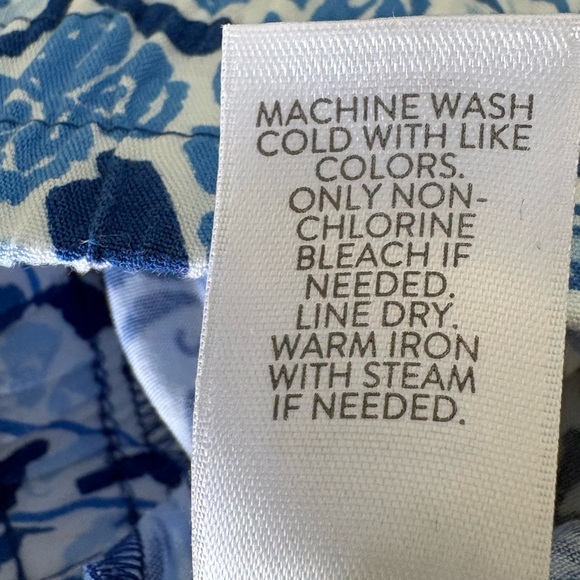 MACHINE WASH
COLD WITH LIKE
COLORS.
ONLY NON-
CHLORINE
BLEACH IF
NEEDED.
LINE DRY.
WARM IRON
WITH STEAM
IF NEEDED.